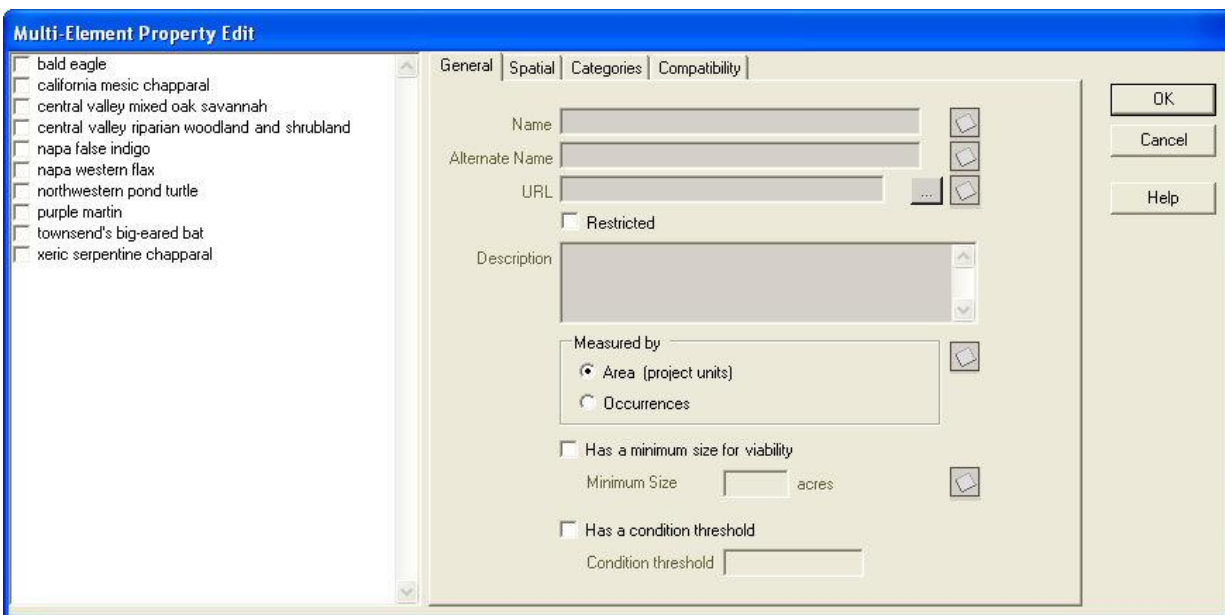 Multi-Element Property Edit
bald eagle
california mesic chapparal
central valley mixed oak savannah
central valley riparian woodland and shrubland
napa false indigo
napa western flax
northwestern pond turtle
purple martin
townsend's big-eared bat
xeric serpentine chapparal
General Spatial Categories Compatibility
Name
Alternate Name
URL ...
Restricted
Description
Measured by
Area (project units)
Occurrences
Has a minimum size for viability
Minimum Size acres
Has a condition threshold
Condition threshold
OK
Cancel
Help